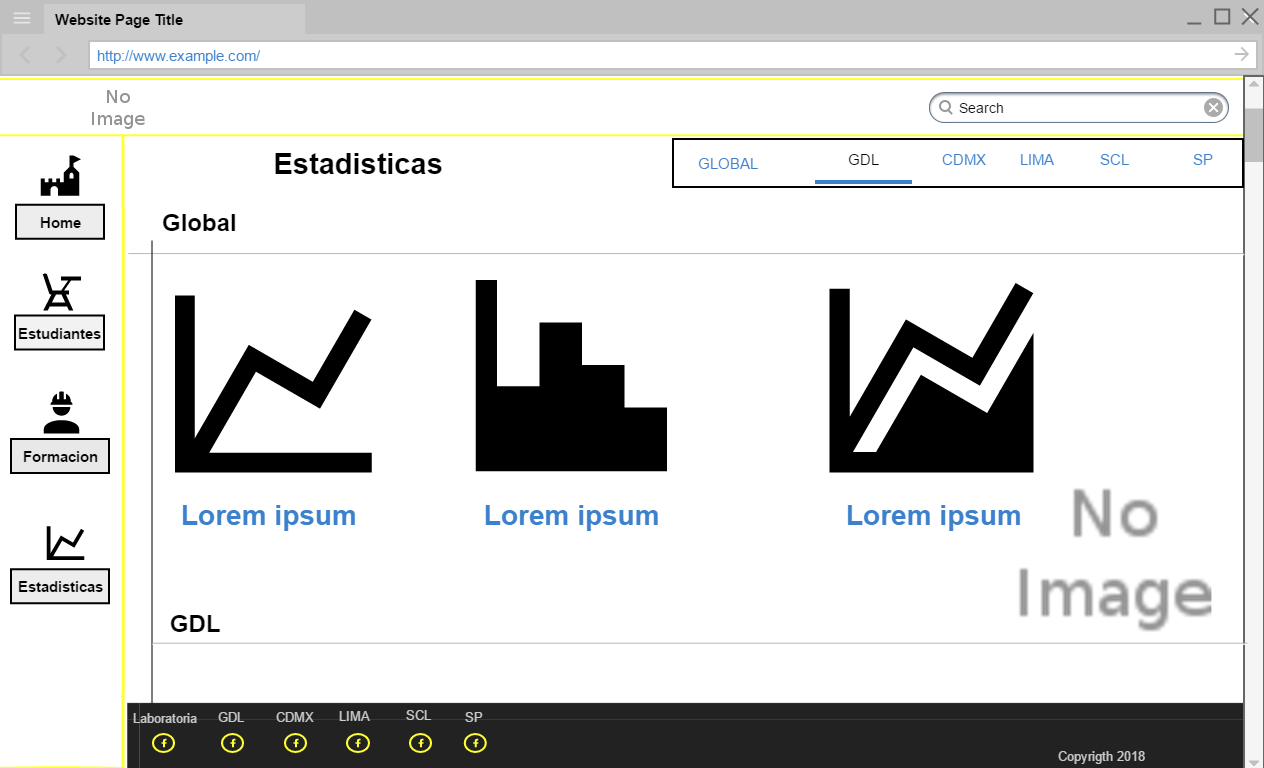 Website Page Title
http://www.example.com/
No
Image
Search
Estadisticas
GLOBAL
GDL
CDMX
LIMA
SCL
SP
Home
Global
Estudiantes
Formacion
Lorem ipsum
Lorem ipsum
Lorem ipsum
No
Image
Estadisticas
GDL
Laboratoria
GDL
CDMX
LIMA
SCL
SP
Copyrigth 2018